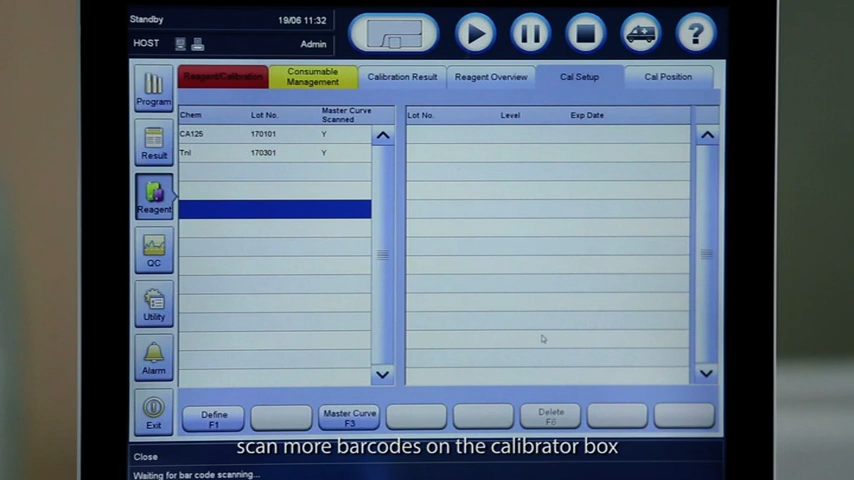 Standby 19/06 11:32
HOST Admin
?
Reagent/Calibration Consumable Management Calibration Result Reagent Overview Cal Setup Cal Position
Program
Result
Reagent
QC
Utility
Alarm
Exit
Chem Lot No. Master Curve Scanned
CA125 170101 Y
TnI 170301 Y
Lot No. Level Exp Date
Define F1 Master Curve F3 Delete F6
scan more barcodes on the calibrator box
Close
Waiting for bar code scanning...